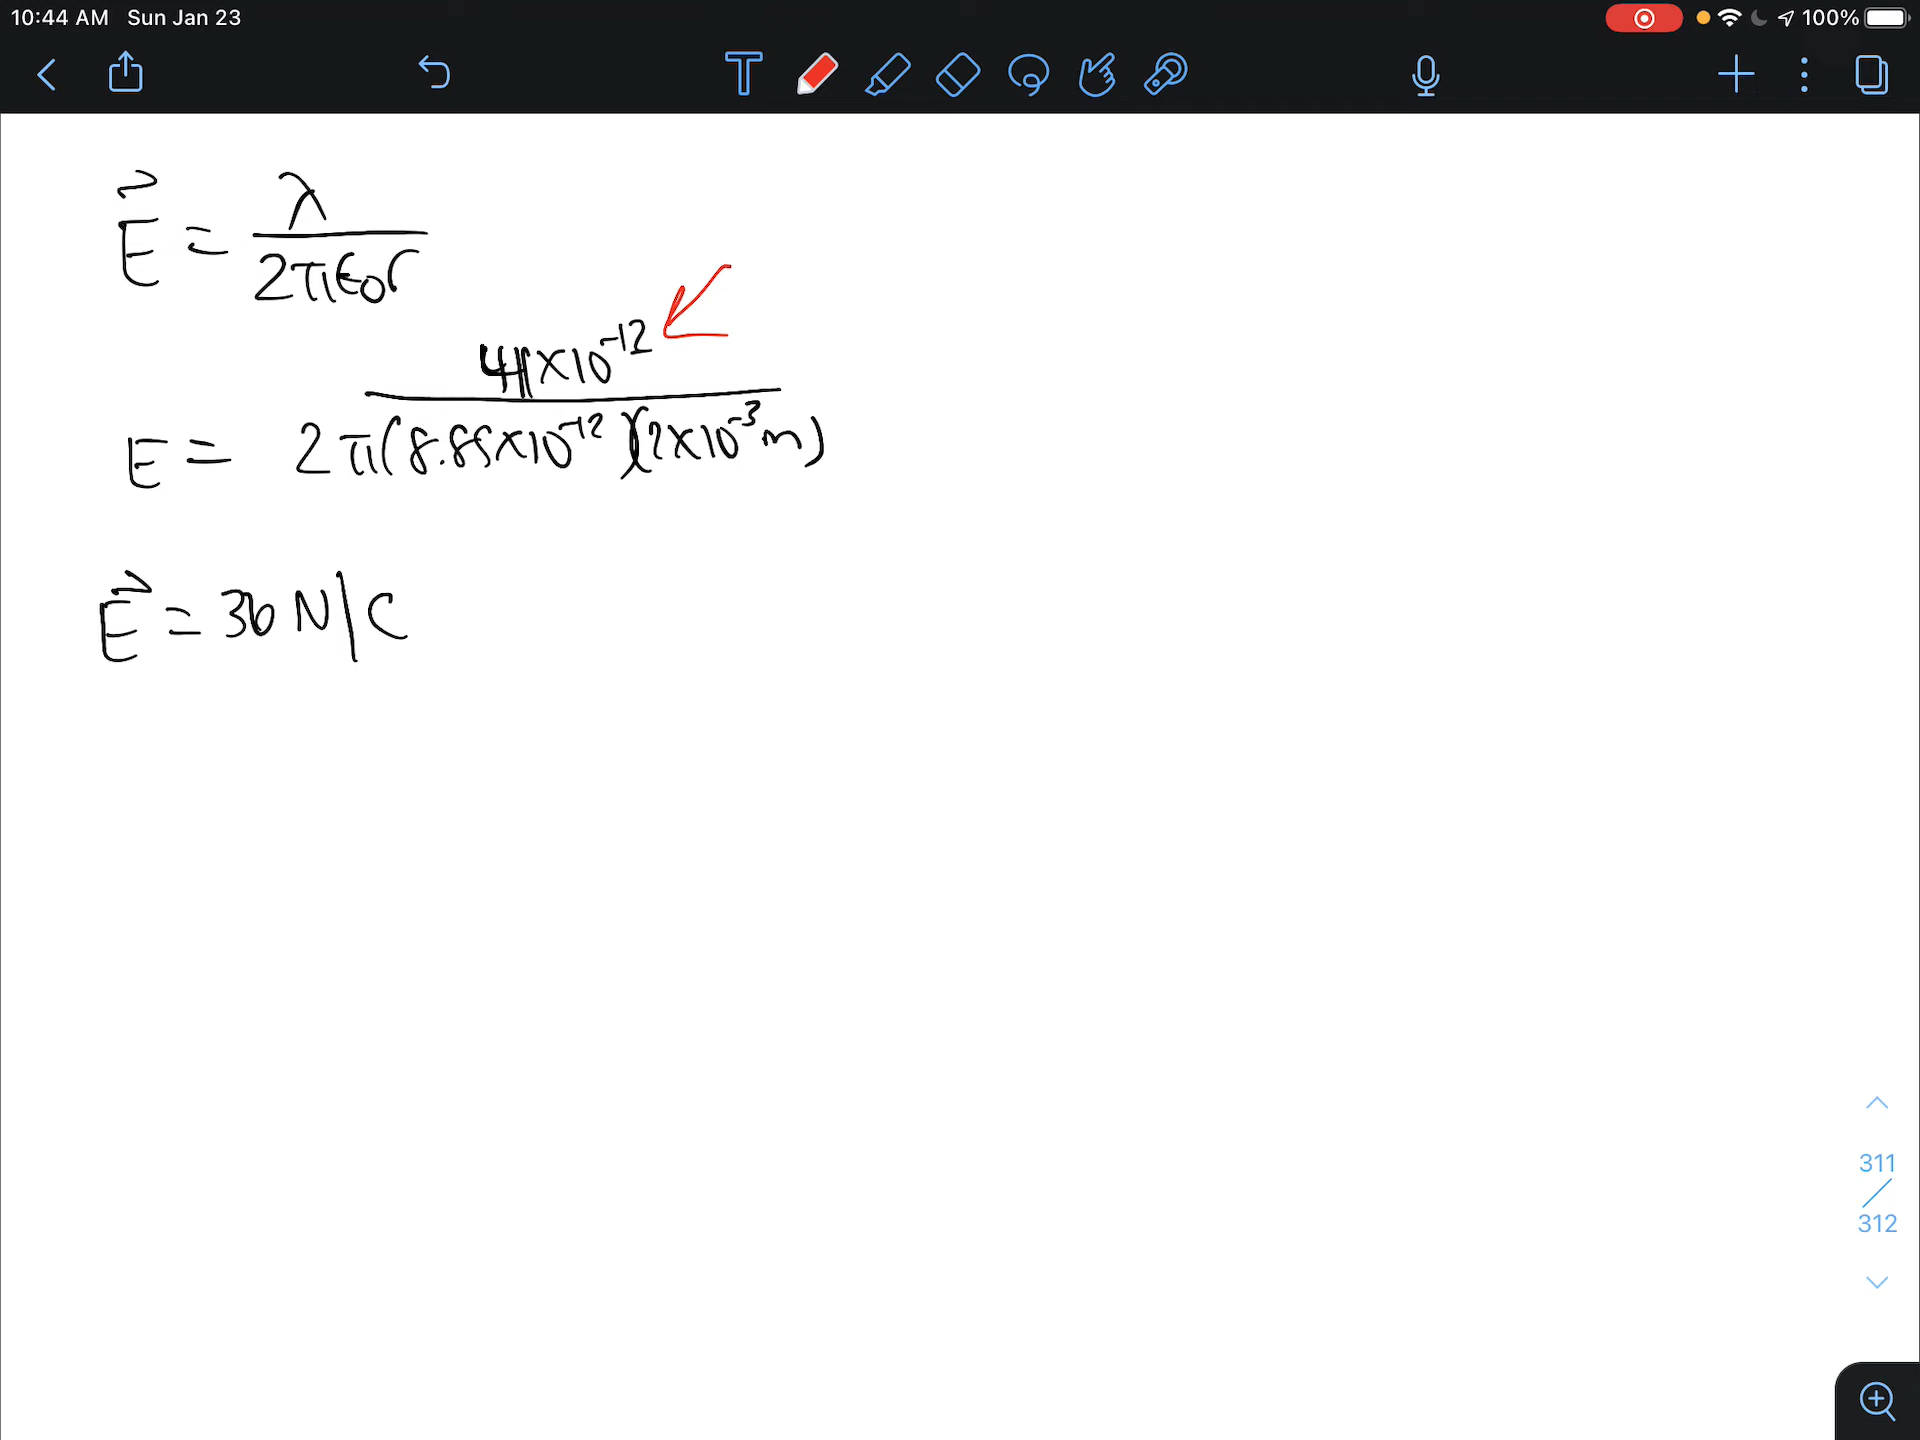 10:44 AM Sun Jan 23
100%
T
E⃗ = λ / 2πϵ₀r
E = 4π×10⁻¹² / 2π(8.85×10⁻¹²)(2×10⁻³m)
E⃗ = 36 N/C
311
/
312